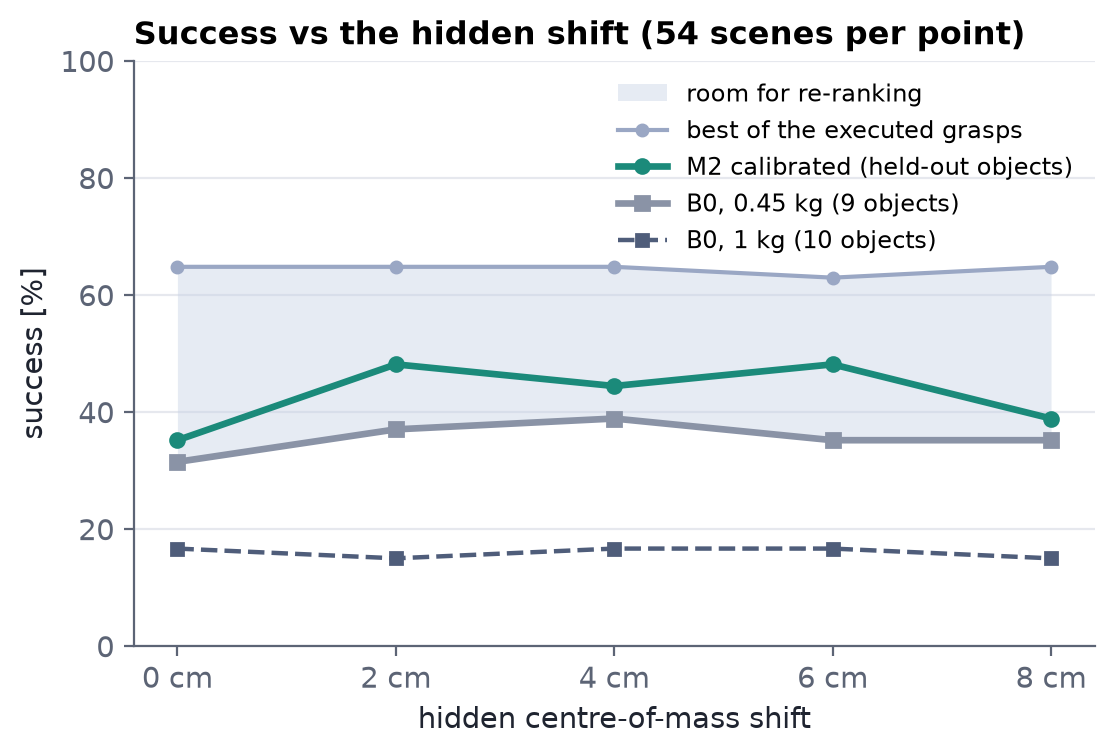 Success vs the hidden shift (54 scenes per point)
100
80
60
40
20
0
success [%]
room for re-ranking
best of the executed grasps
M2 calibrated (held-out objects)
B0, 0.45 kg (9 objects)
B0, 1 kg (10 objects)
0 cm
2 cm
4 cm
6 cm
8 cm
hidden centre-of-mass shift